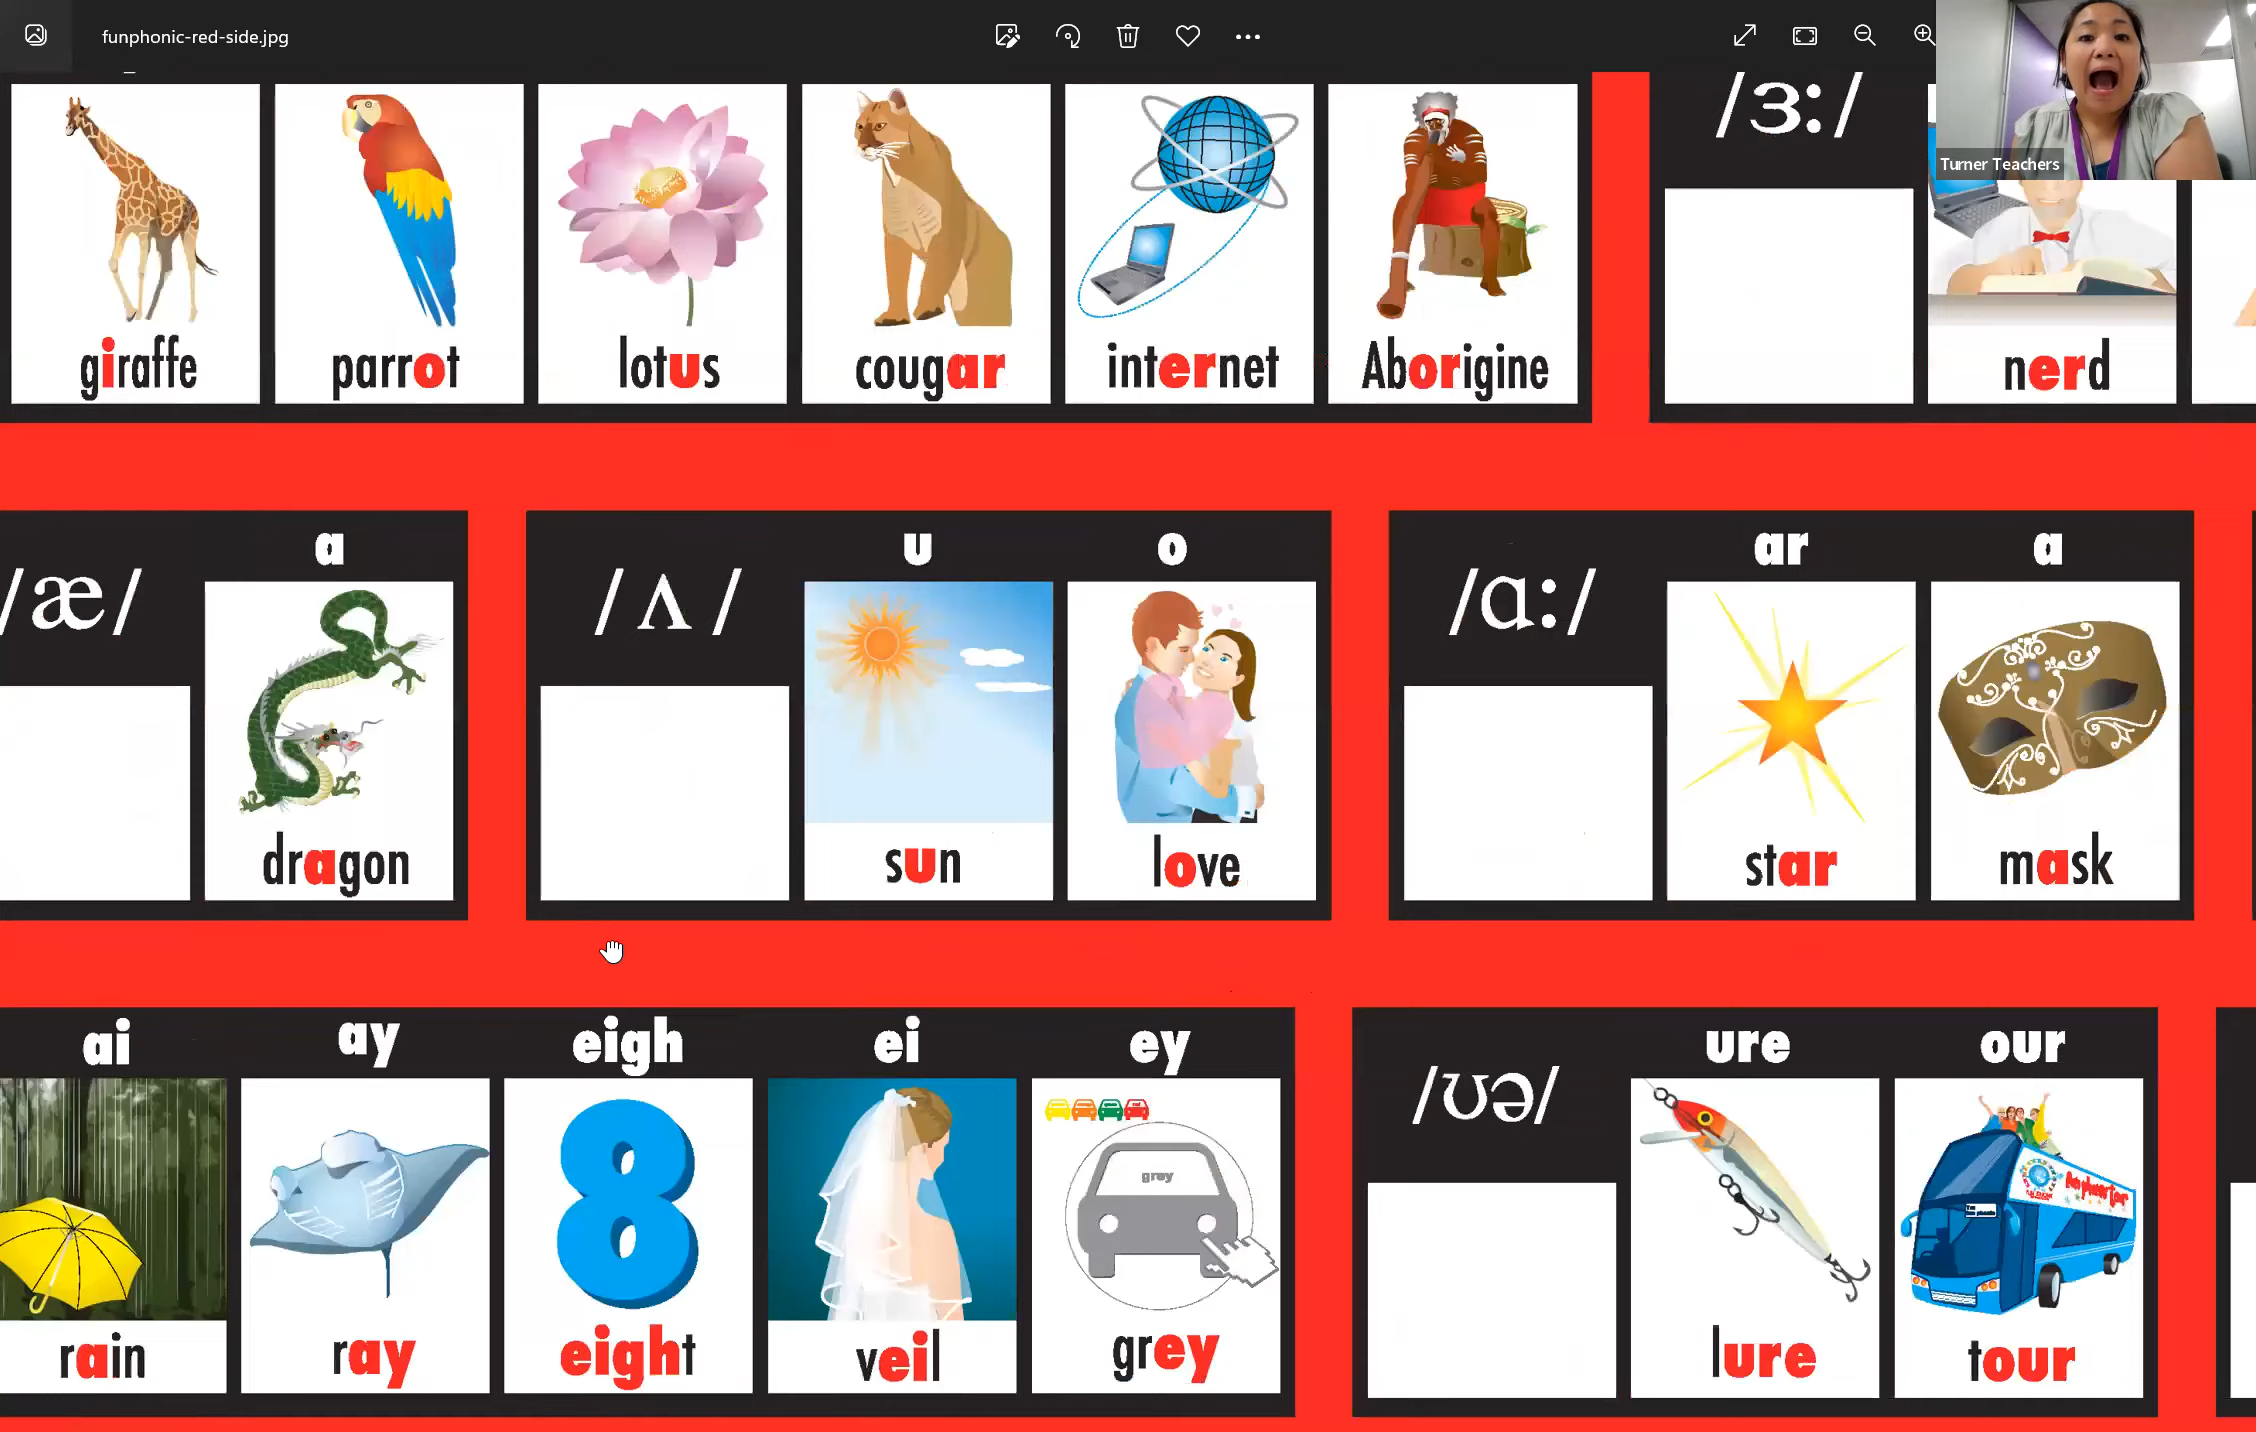 funphonic-red-side.jpg
Turner Teachers
/ɜ:/
giraffe
parrot
lotus
cougar
internet
Aborigine
nerd
/æ/
a
dragon
/ʌ/
u
o
sun
love
/ɑ:/
ar
a
star
mask
ai
ay
eigh
ei
ey
grey
rain
ray
8
eight
veil
grey
/ʊə/
ure
our
lure
tour